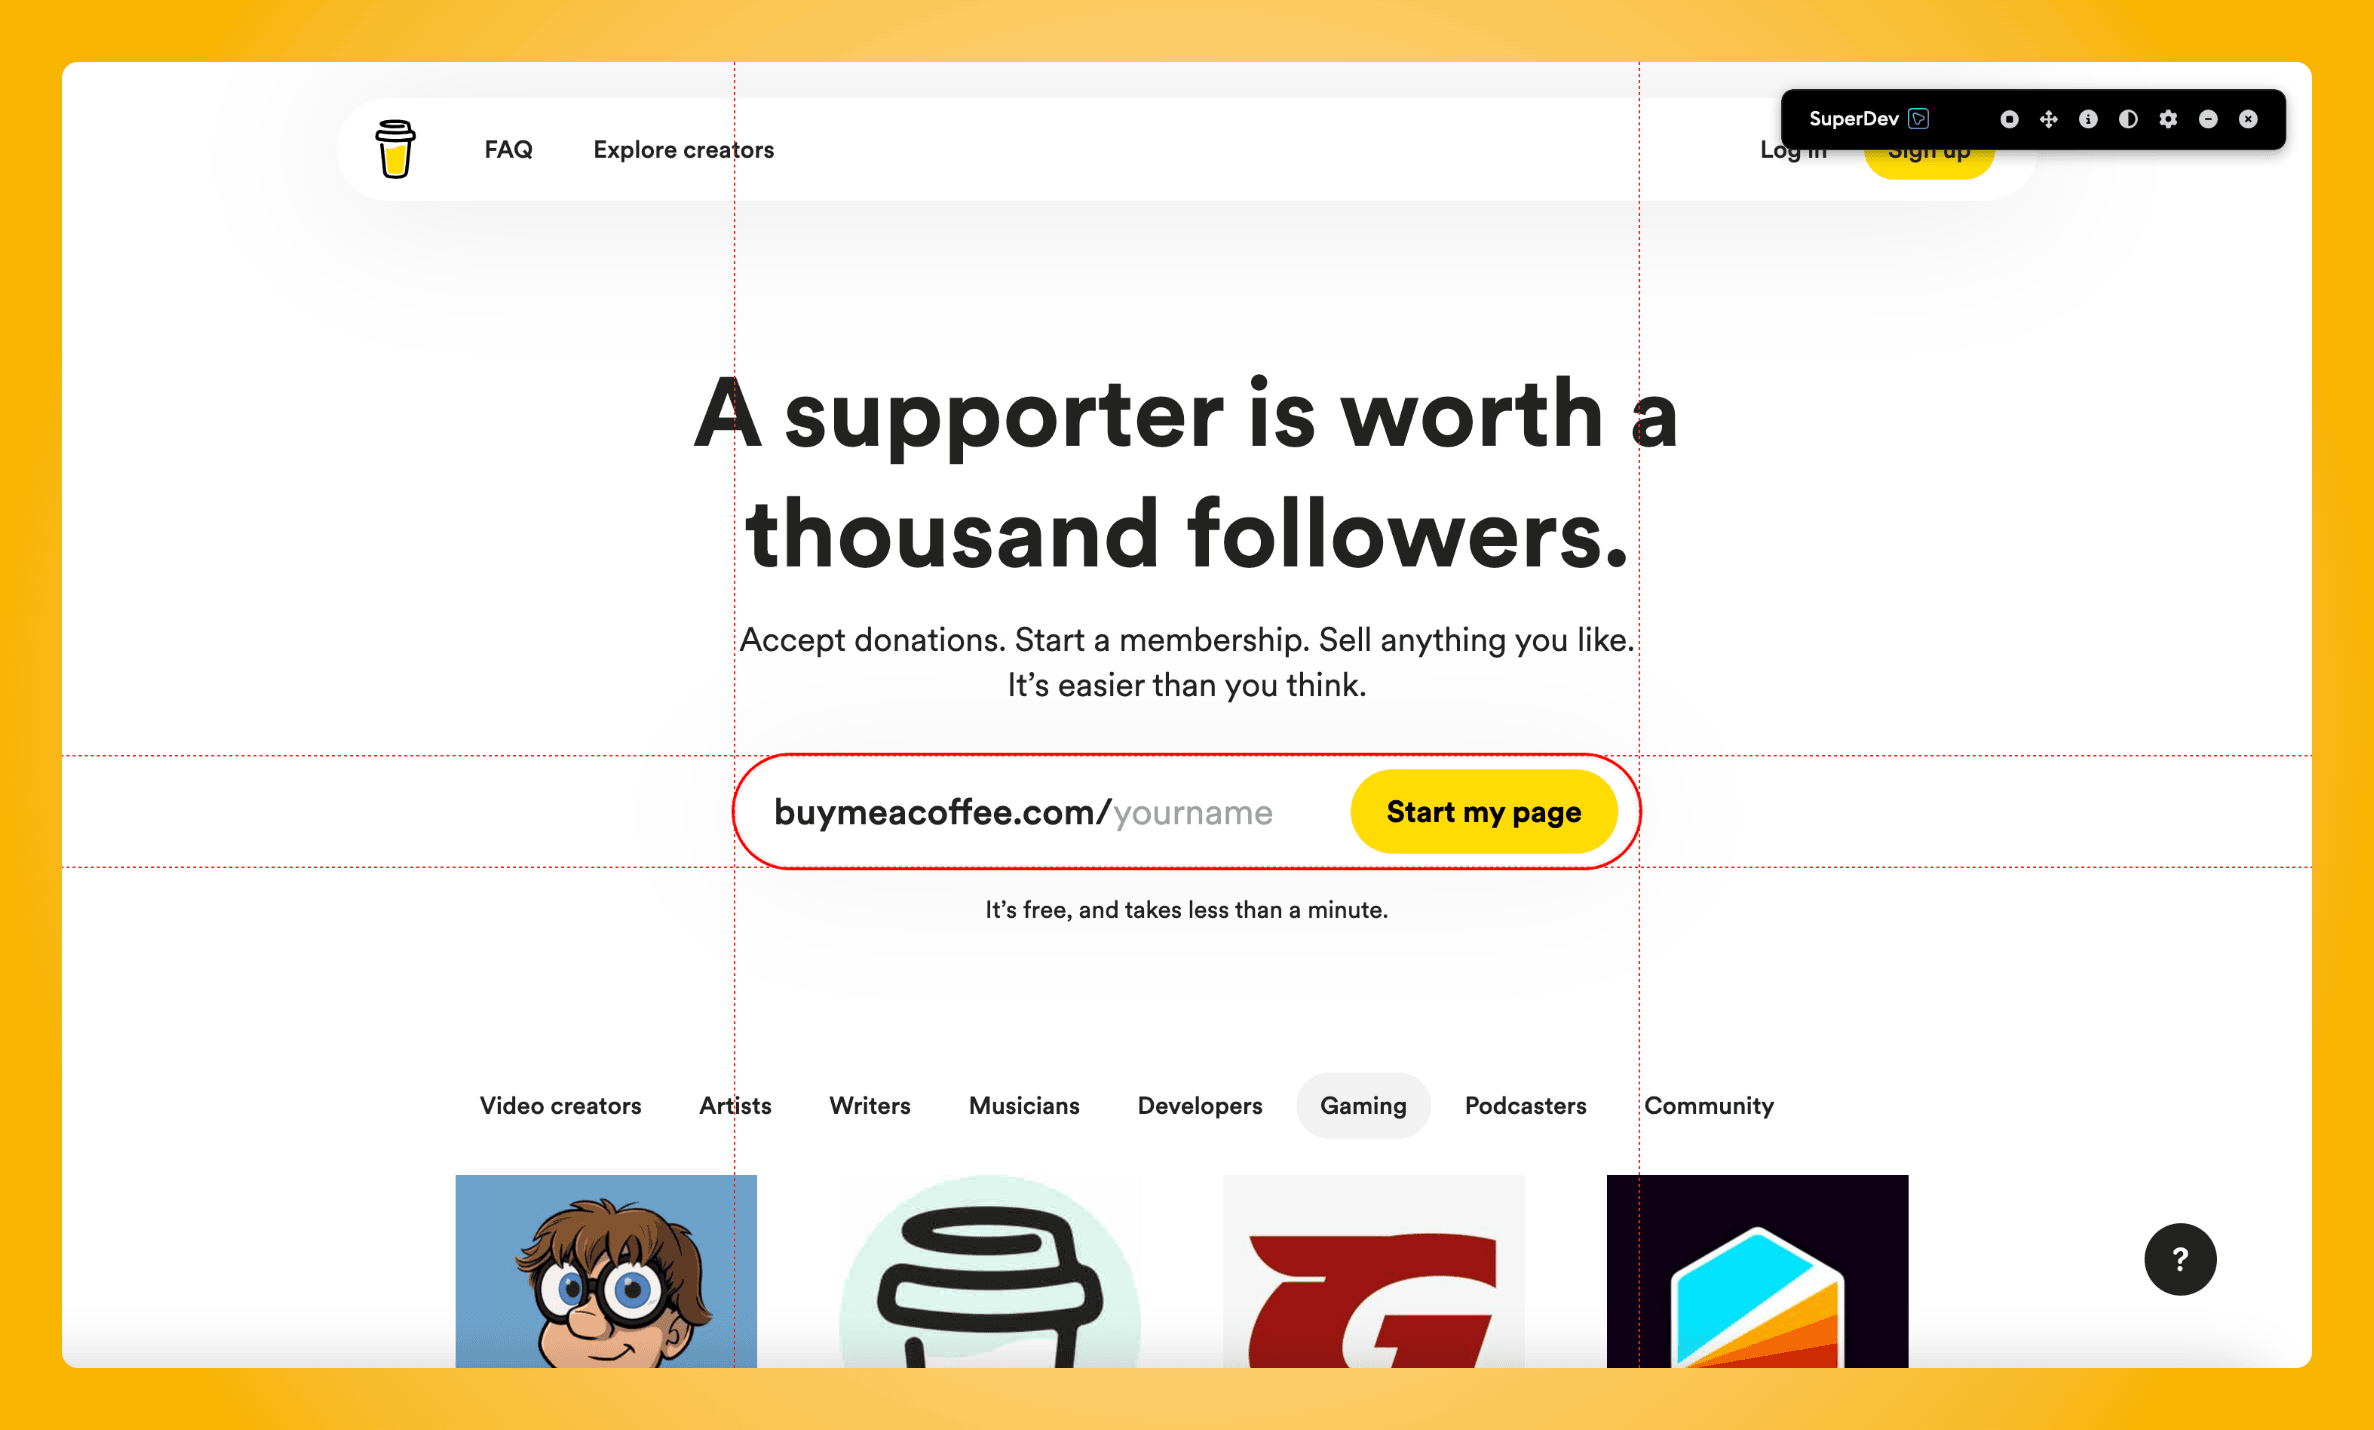 SuperDev
FAQ
Explore creators
Log in
Sign up
A supporter is worth a
thousand followers.
Accept donations. Start a membership. Sell anything you like.
It’s easier than you think.
buymeacoffee.com/yourname
Start my page
It’s free, and takes less than a minute.
Video creators
Artists
Writers
Musicians
Developers
Gaming
Podcasters
Community
G
?